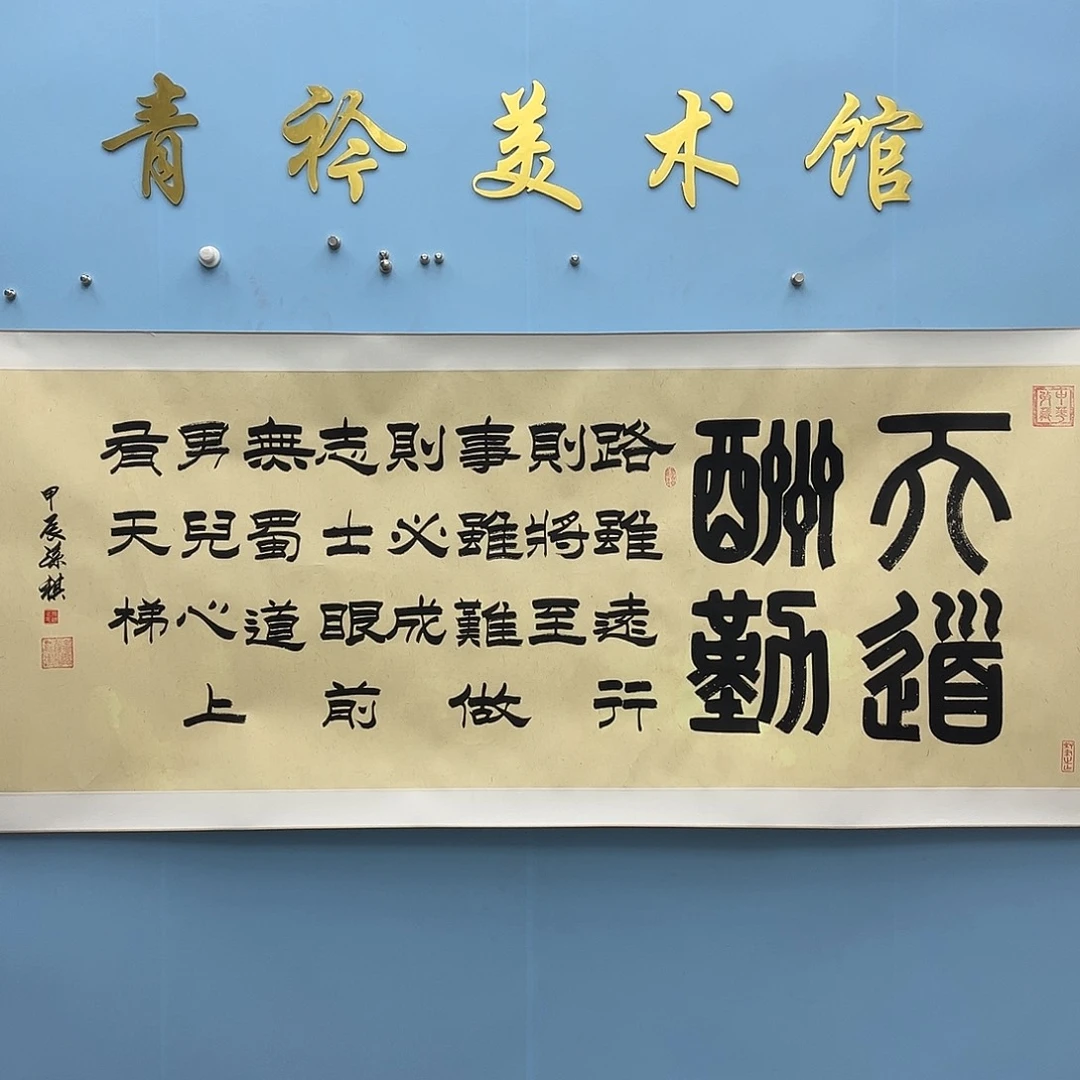 青衿美术馆
天道
酬勤
路雖遠行
則將至
事雖難做
則必成
志士眼前
無蜀道
男兒心上
有天梯
甲辰
棋